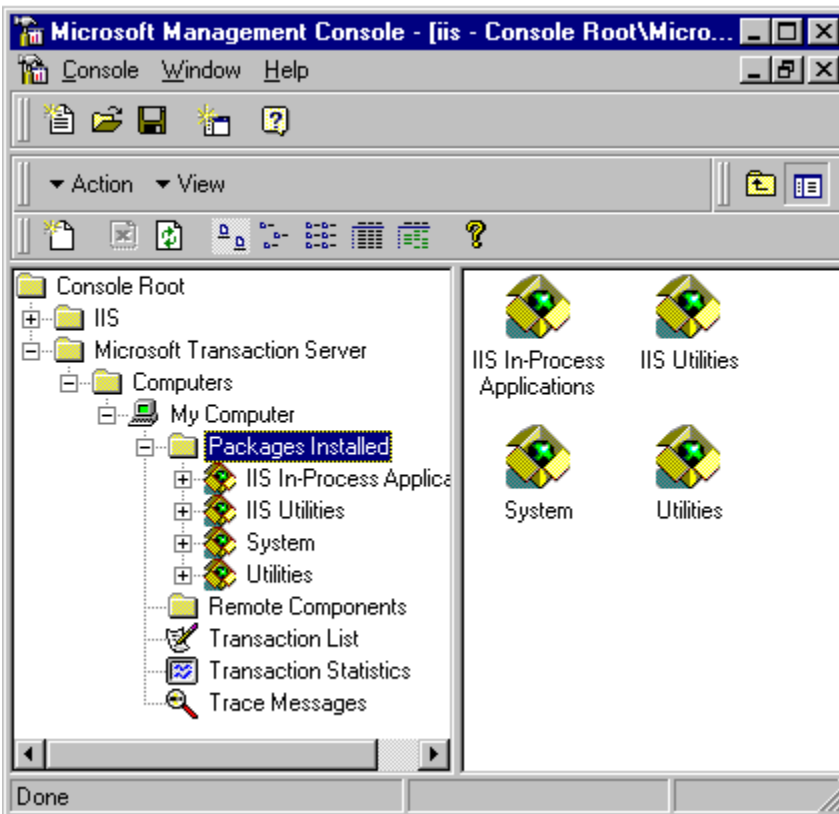 Microsoft Management Console - [iis - Console Root\Micro...
Console Window Help
Action View
Console Root
IIS
Microsoft Transaction Server
Computers
My Computer
Packages Installed
IIS In-Process Applica
IIS Utilities
System
Utilities
Remote Components
Transaction List
Transaction Statistics
Trace Messages
IIS In-Process
Applications
IIS Utilities
System
Utilities
Done